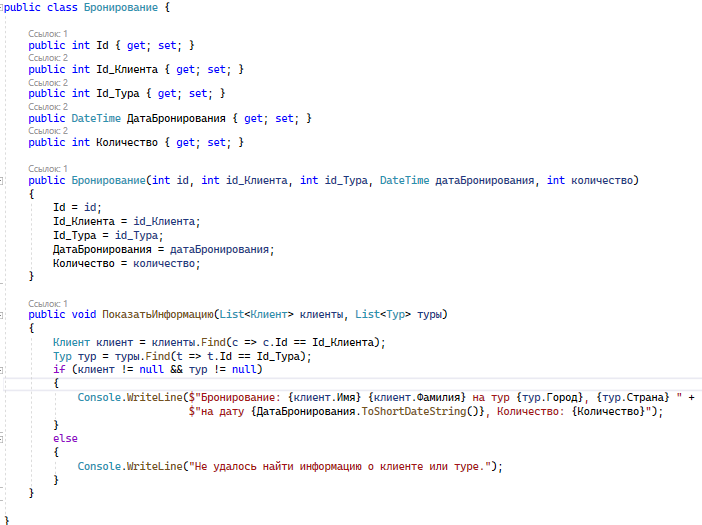 public class Бронирование {
Ссылок: 1
public int Id { get; set; }
Ссылок: 2
public int Id_Клиента { get; set; }
Ссылок: 2
public int Id_Тура { get; set; }
Ссылок: 2
public DateTime ДатаБронирования { get; set; }
Ссылок: 2
public int Количество { get; set; }
Ссылок: 1
public Бронирование(int id, int id_Клиента, int id_Тура, DateTime датаБронирования, int количество)
{
Id = id;
Id_Клиента = id_Клиента;
Id_Тура = id_Тура;
ДатаБронирования = датаБронирования;
Количество = количество;
}
Ссылок: 1
public void ПоказатьИнформацию(List<Клиент> клиенты, List<Тур> туры)
{
Клиент клиент = клиенты.Find(c => c.Id == Id_Клиента);
Тур тур = туры.Find(t => t.Id == Id_Тура);
if (клиент != null && тур != null)
{
Console.WriteLine($"Бронирование: {клиент.Имя} {клиент.Фамилия} на тур {тур.Город}, {тур.Страна} " +
$"на дату {ДатаБронирования.ToShortDateString()}, Количество: {Количество}");
}
else
{
Console.WriteLine("Не удалось найти информацию о клиенте или туре.");
}
}
}